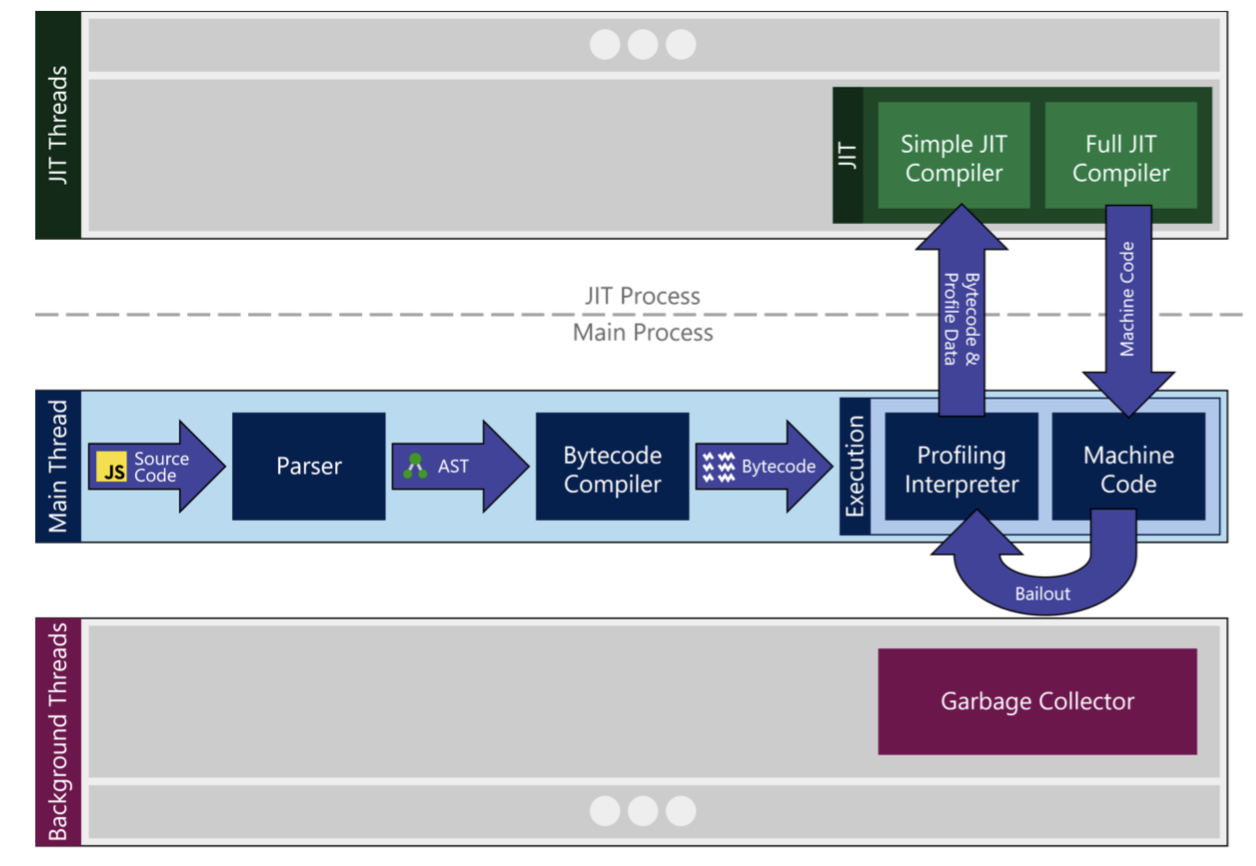 JIT Threads
JIT
Simple JIT
Compiler
Full JIT
Compiler
Bytecode &
Profile Data
Machine Code
JIT Process
Main Process
Main Thread
JS
Source
Code
Parser
AST
Bytecode
Compiler
Bytecode
Execution
Profiling
Interpreter
Machine
Code
Bailout
Background Threads
Garbage Collector